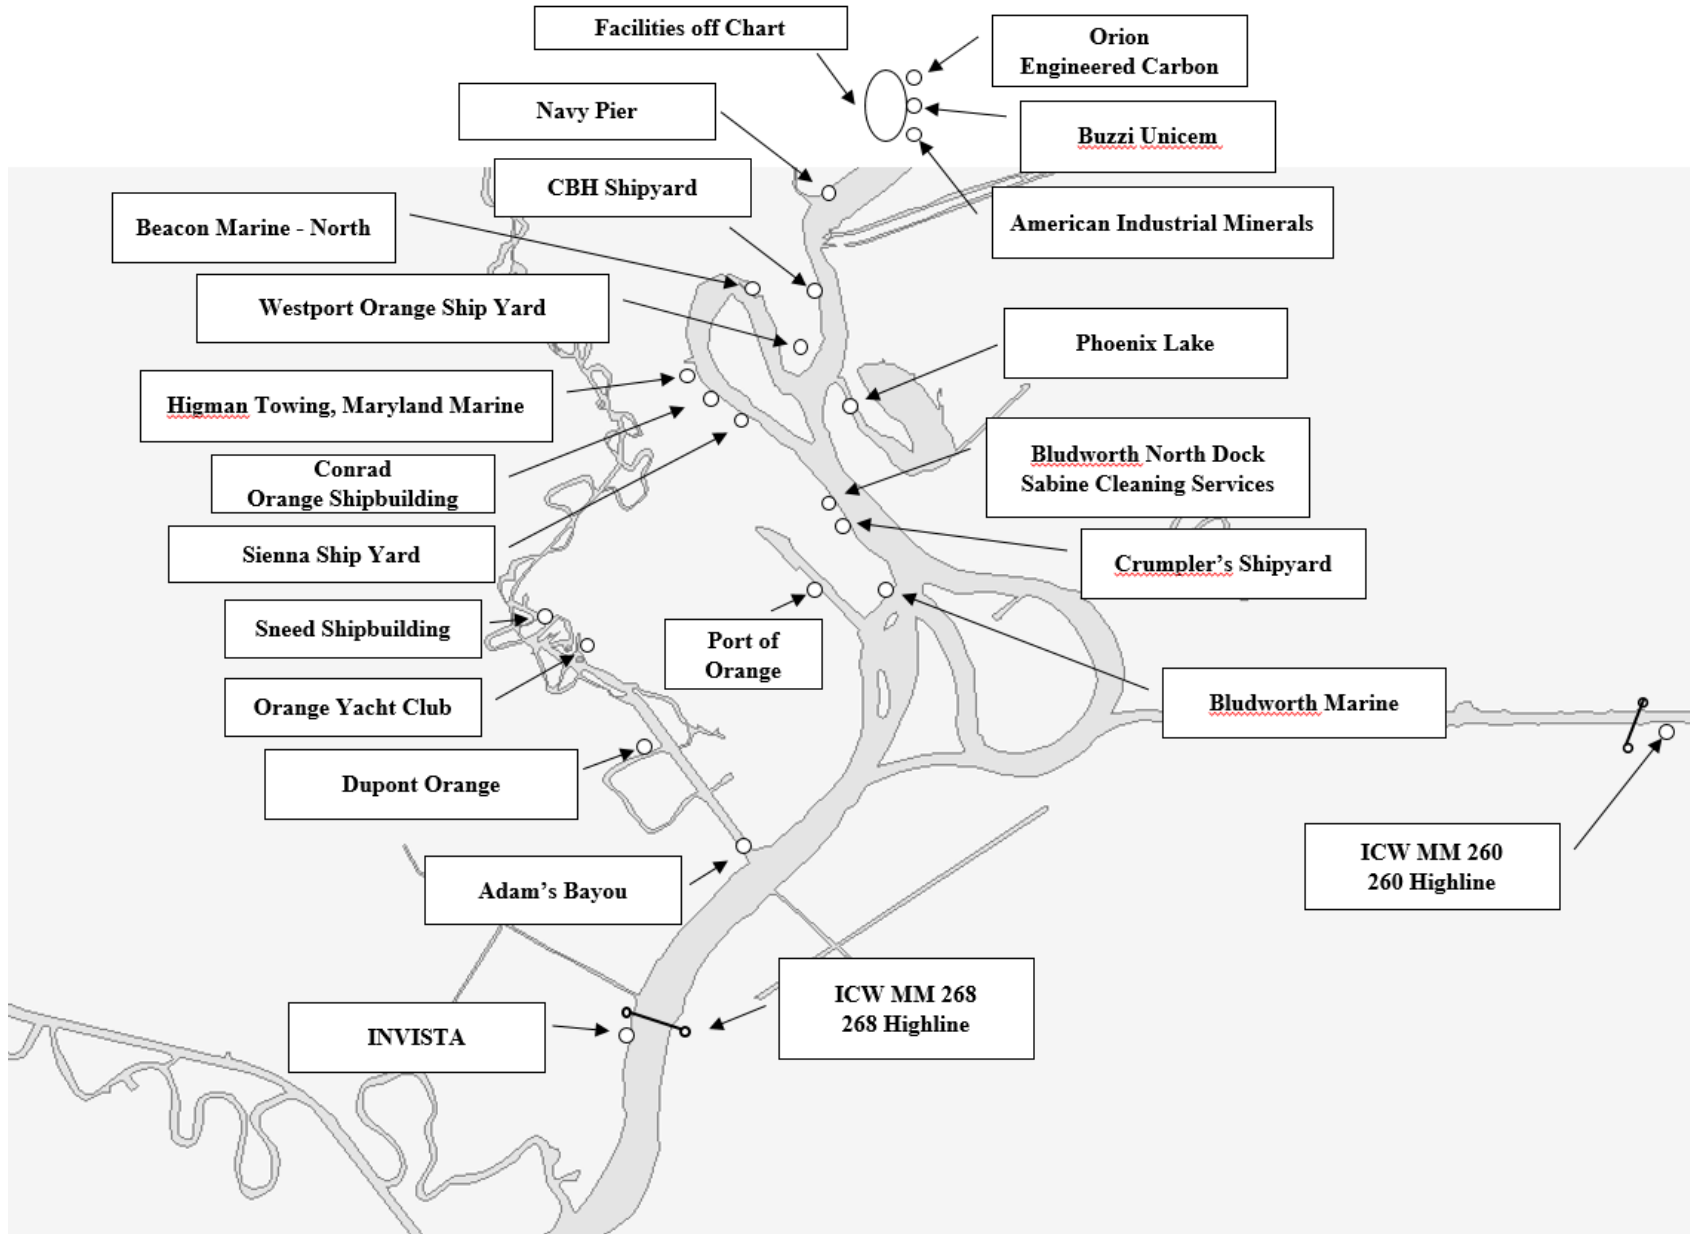 Facilities off Chart
Orion
Engineered Carbon
Navy Pier
Buzzi Unicem
CBH Shipyard
American Industrial Minerals
Beacon Marine - North
Westport Orange Ship Yard
Phoenix Lake
Higman Towing, Maryland Marine
Bludworth North Dock
Sabine Cleaning Services
Conrad
Orange Shipbuilding
Sienna Ship Yard
Crumpler's Shipyard
Sneed Shipbuilding
Port of
Orange
Orange Yacht Club
Bludworth Marine
Dupont Orange
ICW MM 260
260 Highline
Adam's Bayou
ICW MM 268
268 Highline
INVISTA